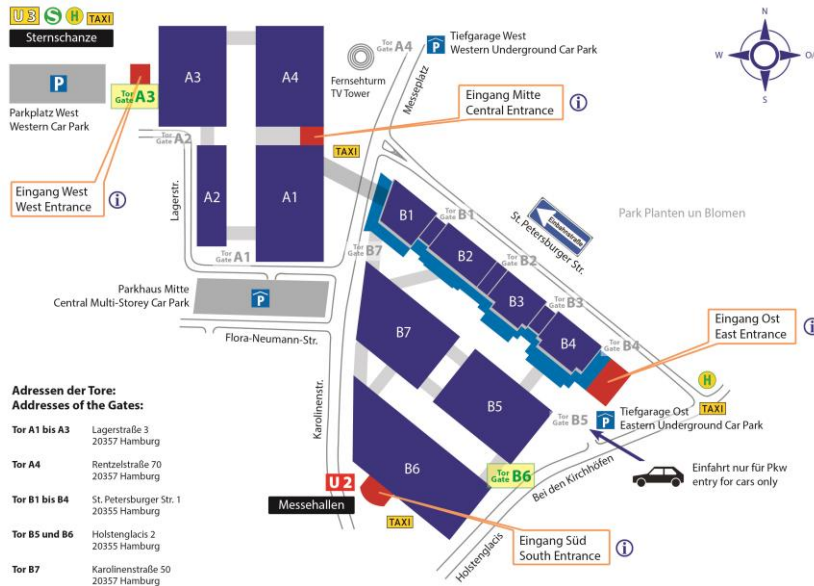 U3 S H TAXI
Sternschanze
P
Parkplatz West
Western Car Park
Tor
Gate A3
Eingang West
West Entrance
i
A3
A4
Tor
Gate A2
A2
A1
Lagerstr.
Tor
Gate A1
TAXI
Fernsehturm
TV Tower
Tor
Gate A4
Messeplatz
P
Tiefgarage West
Western Underground Car Park
Eingang Mitte
Central Entrance
i
N
W
O/
S
Parkhaus Mitte
Central Multi-Storey Car Park
P
Flora-Neumann-Str.
Karolinenstr.
Tor
Gate B7
B1
Tor
Gate B1
B2
Tor
Gate B2
B3
Tor
Gate B3
B4
Tor
Gate B4
Einbahnstraße
St. Petersburger Str.
Park Planten un Blomen
Eingang Ost
East Entrance
i
H
TAXI
B7
B5
B6
Tor
Gate B5
P
Tiefgarage Ost
Eastern Underground Car Park
Einfahrt nur für Pkw
entry for cars only
Tor
Gate B6
Bei den Kirchhöfen
Holstenglacis
U2
Messehallen
TAXI
Eingang Süd
South Entrance
i
Adressen der Tore:
Addresses of the Gates:
Tor A1 bis A3 Lagerstraße 3
20357 Hamburg
Tor A4 Rentzelstraße 70
20357 Hamburg
Tor B1 bis B4 St. Petersburger Str. 1
20355 Hamburg
Tor B5 und B6 Holstenglacis 2
20355 Hamburg
Tor B7 Karolinenstraße 50
20357 Hamburg